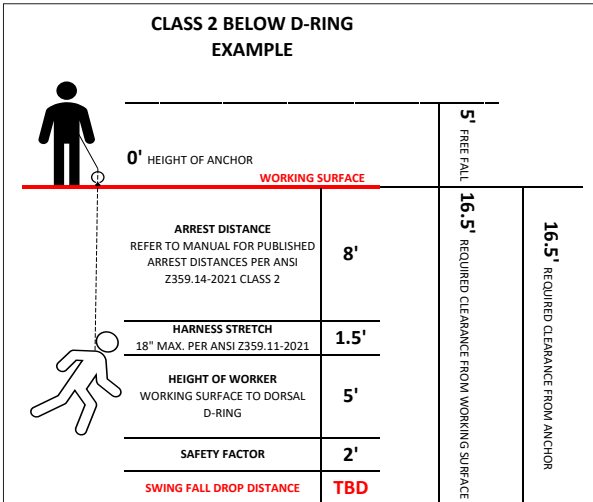 CLASS 2 BELOW D-RING
EXAMPLE
0' HEIGHT OF ANCHOR
WORKING SURFACE
5' FREE FALL
ARREST DISTANCE
REFER TO MANUAL FOR PUBLISHED
ARREST DISTANCES PER ANSI
Z359.14-2021 CLASS 2
8'
HARNESS STRETCH
18" MAX. PER ANSI Z359.11-2021
1.5'
HEIGHT OF WORKER
WORKING SURFACE TO DORSAL
D-RING
5'
SAFETY FACTOR
2'
SWING FALL DROP DISTANCE
TBD
16.5' REQUIRED CLEARANCE FROM WORKING SURFACE
16.5' REQUIRED CLEARANCE FROM ANCHOR